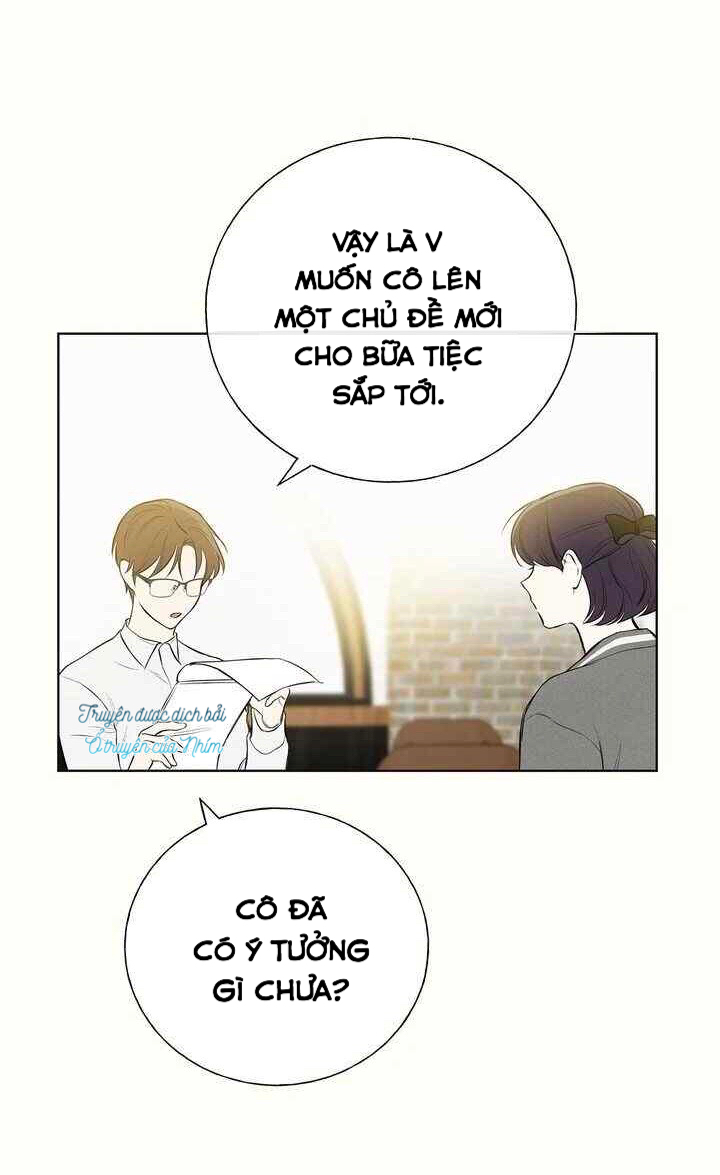 VẬY LÀ V
MUỐN CÔ LÊN
MỘT CHỦ ĐỀ MỚI
CHO BỮA TIỆC
SẮP TỚI.
Truyện được dịch bởi
Ổ truyện của Nhím
CÔ ĐÃ
CÓ Ý TƯỞNG
GÌ CHƯA?